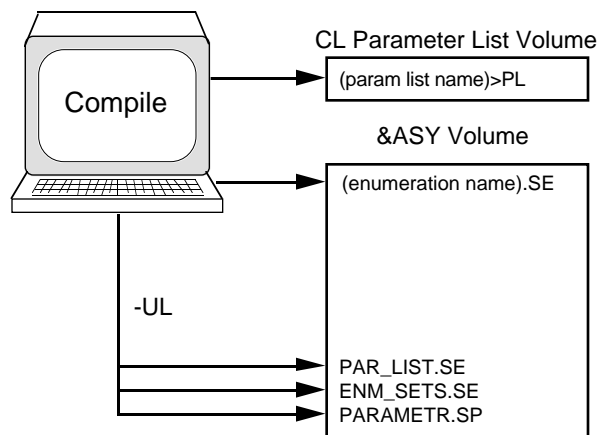 CL Parameter List Volume
(param list name)>PL
Compile
&ASY Volume
(enumeration name).SE
-UL
PAR_LIST.SE
ENM_SETS.SE
PARAMETR.SP